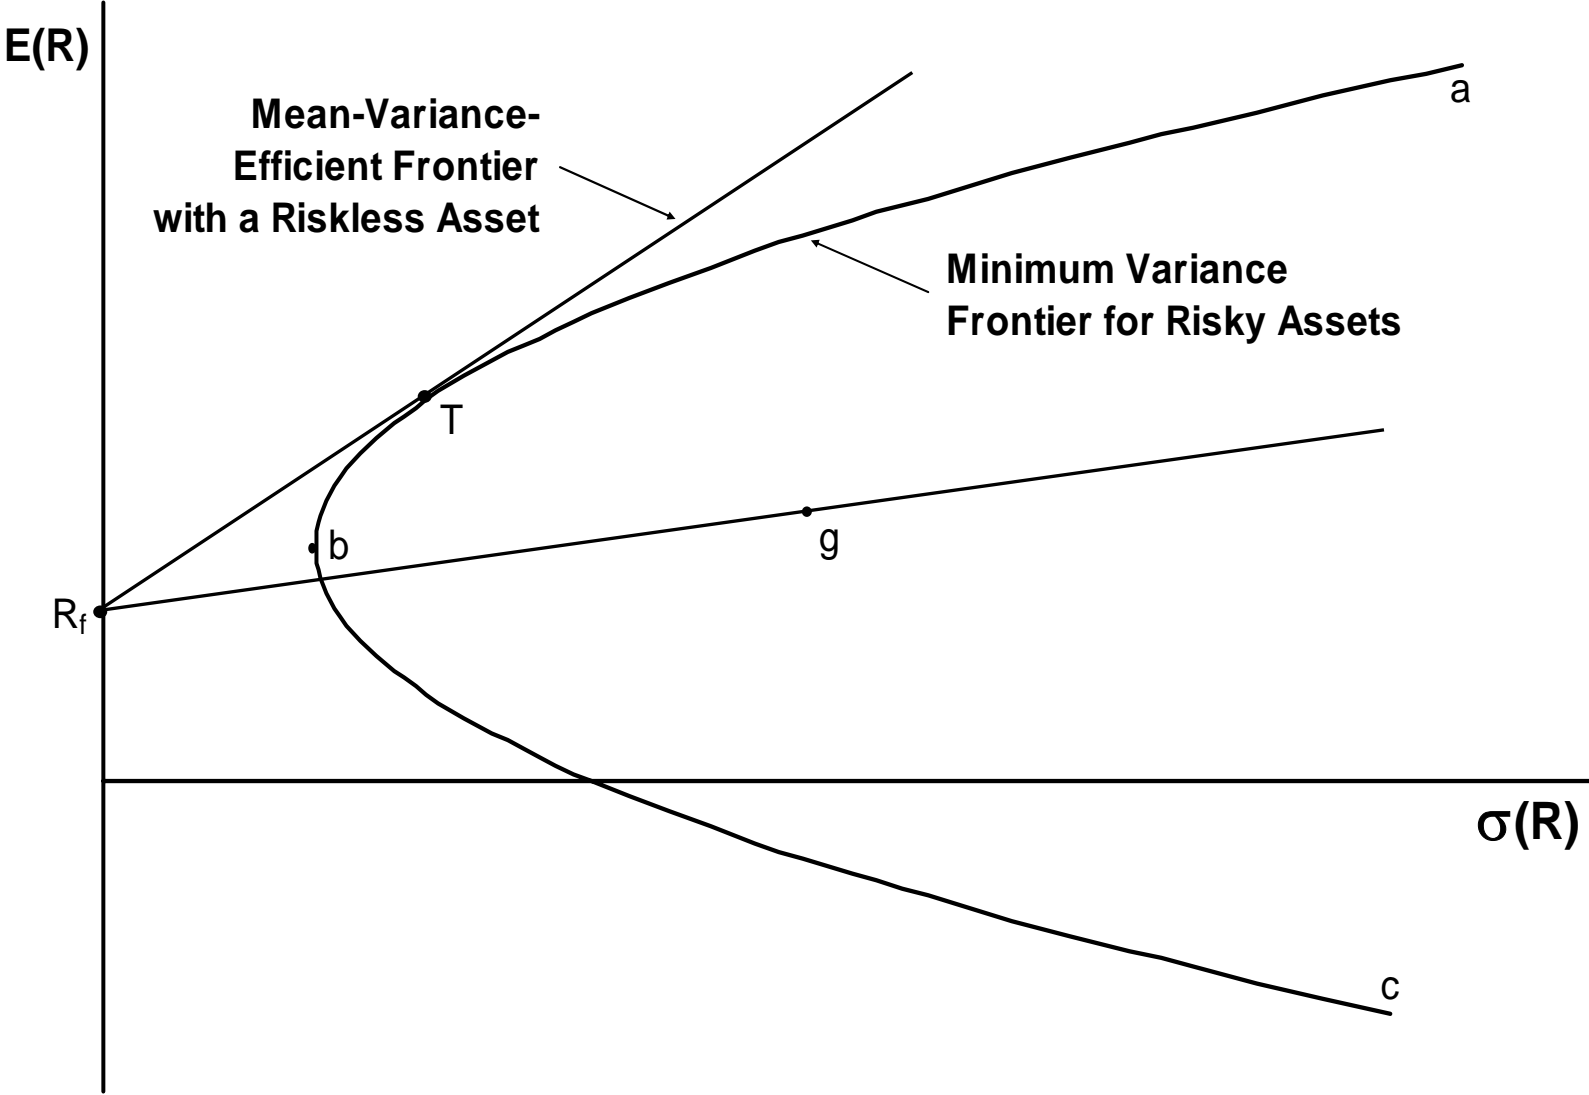 E(R)
Mean-Variance-
Efficient Frontier
with a Riskless Asset
a
Minimum Variance
Frontier for Risky Assets
T
b
g
Rf
σ(R)
c